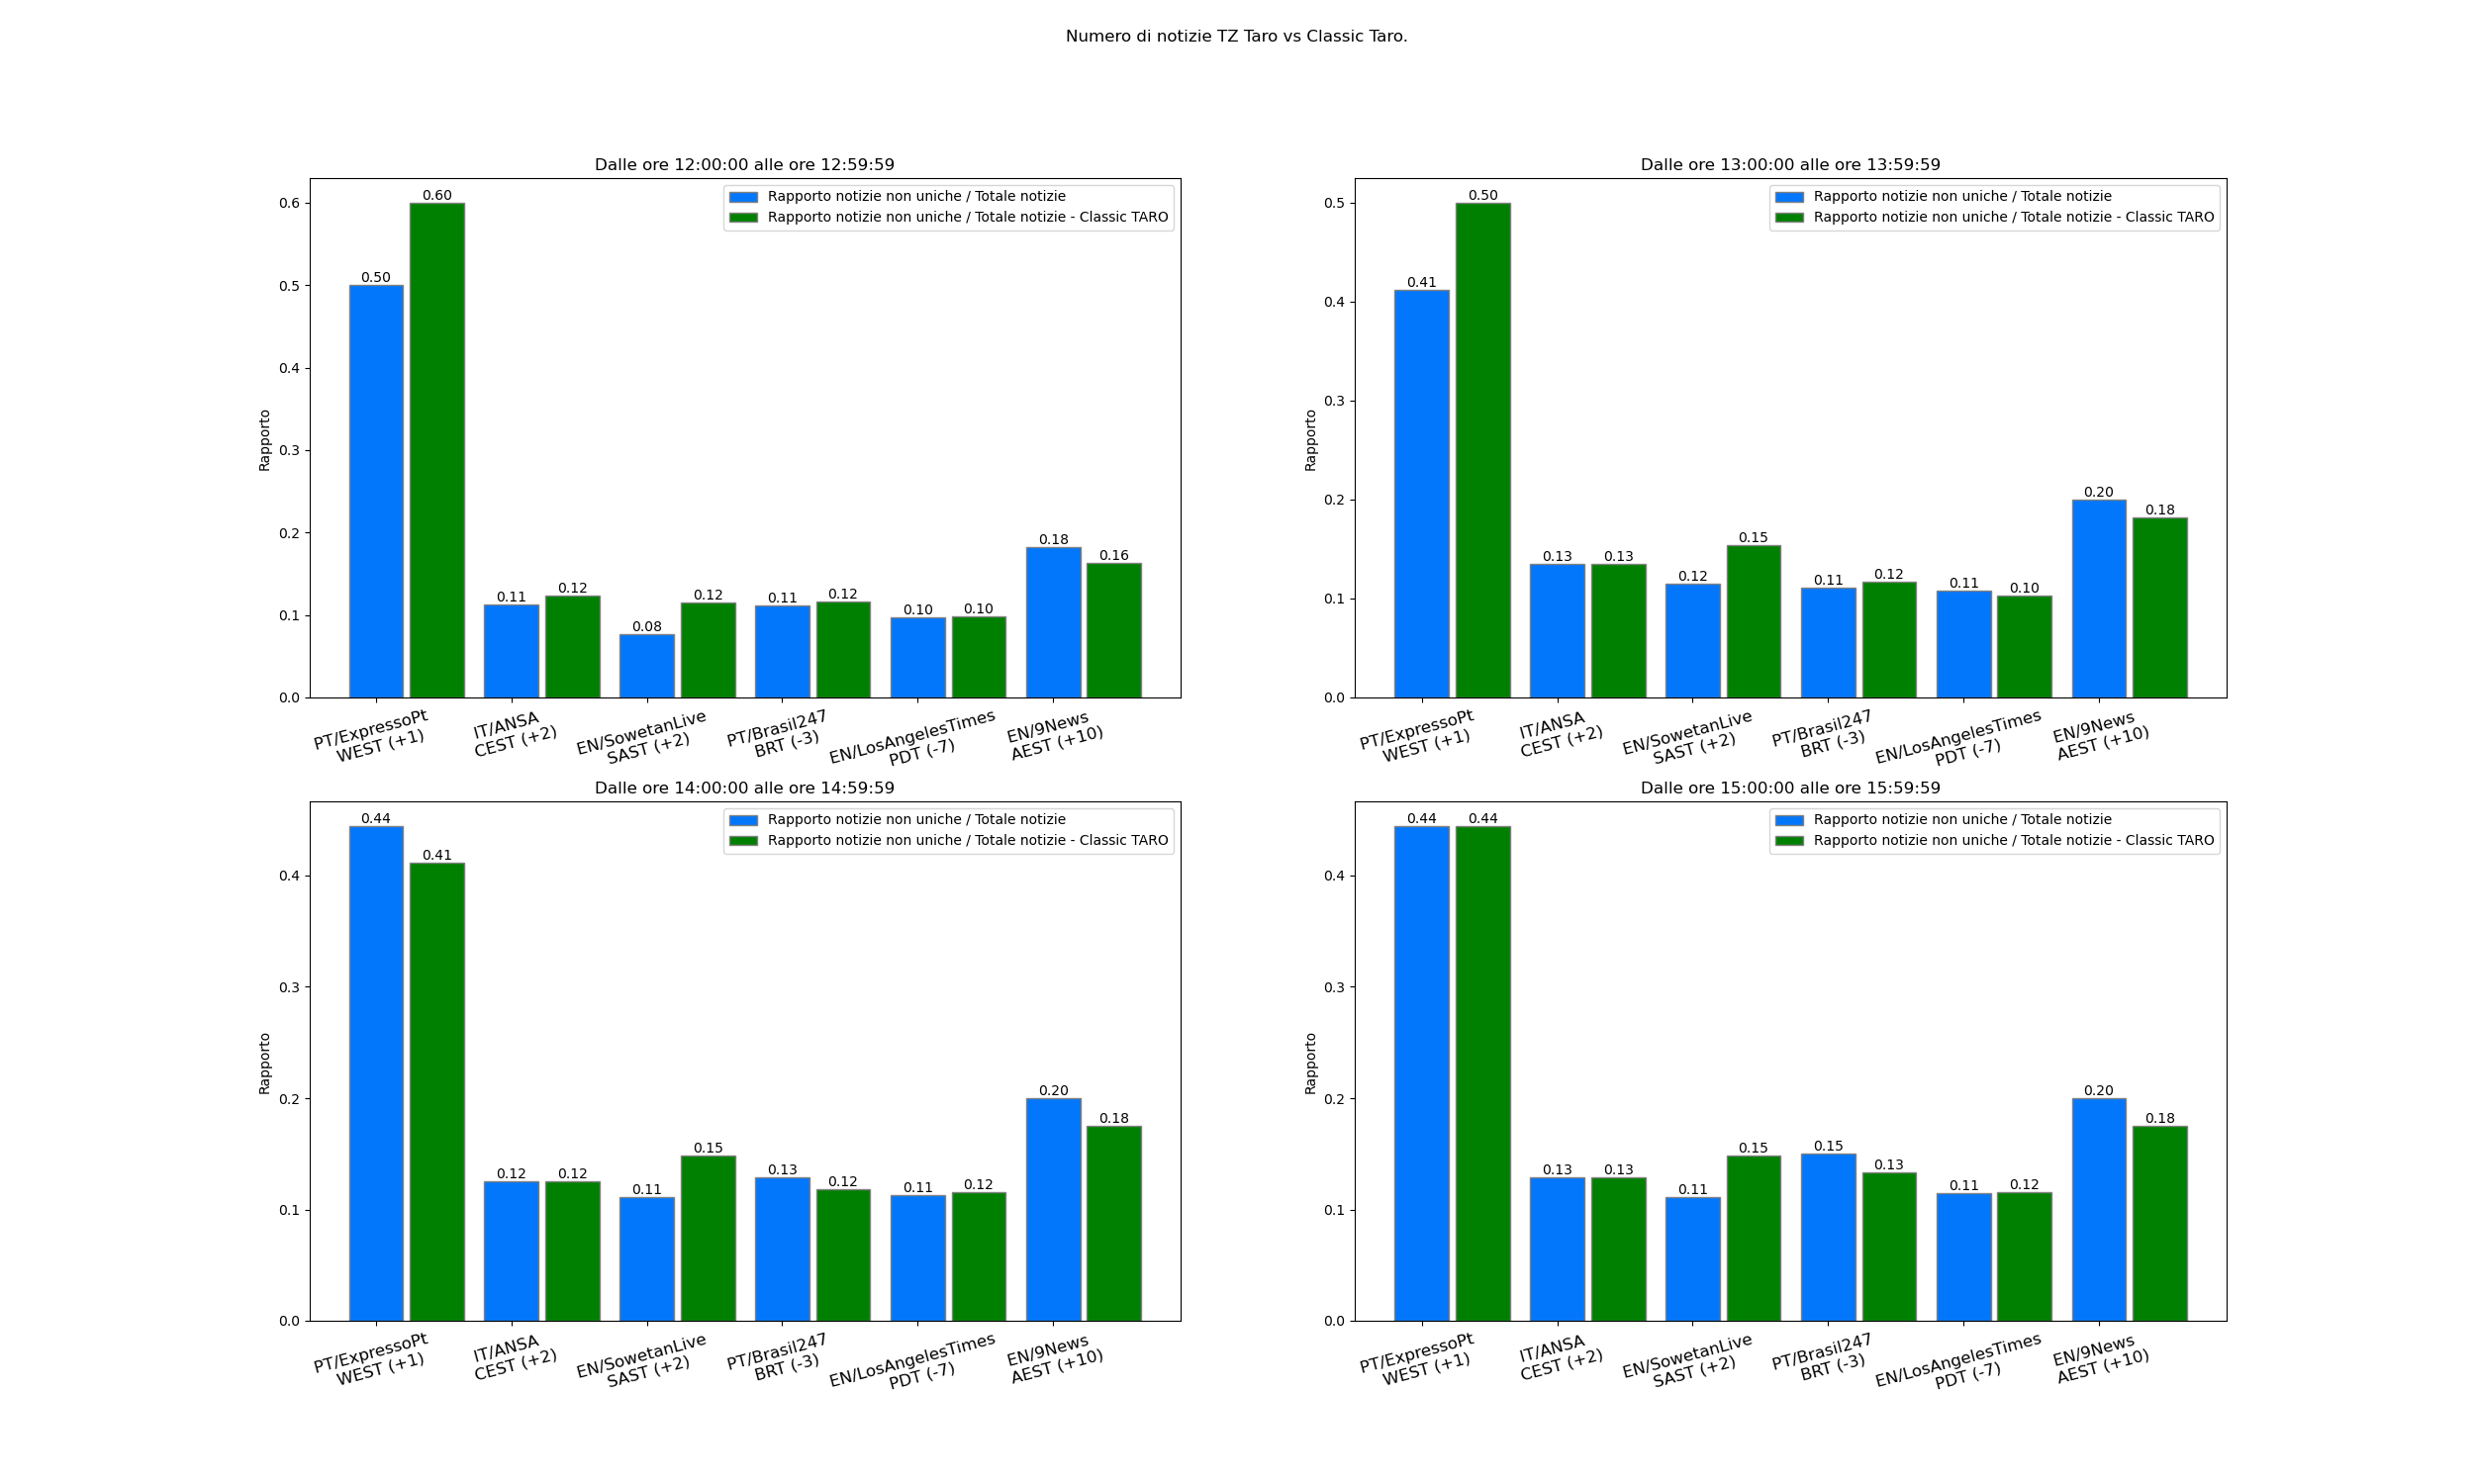 Numero di notizie TZ Taro vs Classic Taro.
Dalle ore 12:00:00 alle ore 12:59:59
Rapporto notizie non uniche / Totale notizie
Rapporto notizie non uniche / Totale notizie - Classic TARO
Rapporto
0.6
0.5
0.4
0.3
0.2
0.1
0.0
0.50
0.60
0.11
0.12
0.08
0.12
0.11
0.12
0.10
0.10
0.18
0.16
PT/ExpressoPt
WEST (+1)
IT/ANSA
CEST (+2)
EN/SowetanLive
SAST (+2)
PT/Brasil247
BRT (-3)
EN/LosAngelesTimes
PDT (-7)
EN/9News
AEST (+10)
Dalle ore 13:00:00 alle ore 13:59:59
Rapporto notizie non uniche / Totale notizie
Rapporto notizie non uniche / Totale notizie - Classic TARO
Rapporto
0.5
0.4
0.3
0.2
0.1
0.0
0.41
0.50
0.13
0.13
0.12
0.15
0.11
0.12
0.11
0.10
0.20
0.18
PT/ExpressoPt
WEST (+1)
IT/ANSA
CEST (+2)
EN/SowetanLive
SAST (+2)
PT/Brasil247
BRT (-3)
EN/LosAngelesTimes
PDT (-7)
EN/9News
AEST (+10)
Dalle ore 14:00:00 alle ore 14:59:59
Rapporto notizie non uniche / Totale notizie
Rapporto notizie non uniche / Totale notizie - Classic TARO
Rapporto
0.4
0.3
0.2
0.1
0.0
0.44
0.41
0.12
0.12
0.11
0.15
0.13
0.12
0.11
0.12
0.20
0.18
PT/ExpressoPt
WEST (+1)
IT/ANSA
CEST (+2)
EN/SowetanLive
SAST (+2)
PT/Brasil247
BRT (-3)
EN/LosAngelesTimes
PDT (-7)
EN/9News
AEST (+10)
Dalle ore 15:00:00 alle ore 15:59:59
Rapporto notizie non uniche / Totale notizie
Rapporto notizie non uniche / Totale notizie - Classic TARO
Rapporto
0.4
0.3
0.2
0.1
0.0
0.44
0.44
0.13
0.13
0.11
0.15
0.15
0.13
0.11
0.12
0.20
0.18
PT/ExpressoPt
WEST (+1)
IT/ANSA
CEST (+2)
EN/SowetanLive
SAST (+2)
PT/Brasil247
BRT (-3)
EN/LosAngelesTimes
PDT (-7)
EN/9News
AEST (+10)